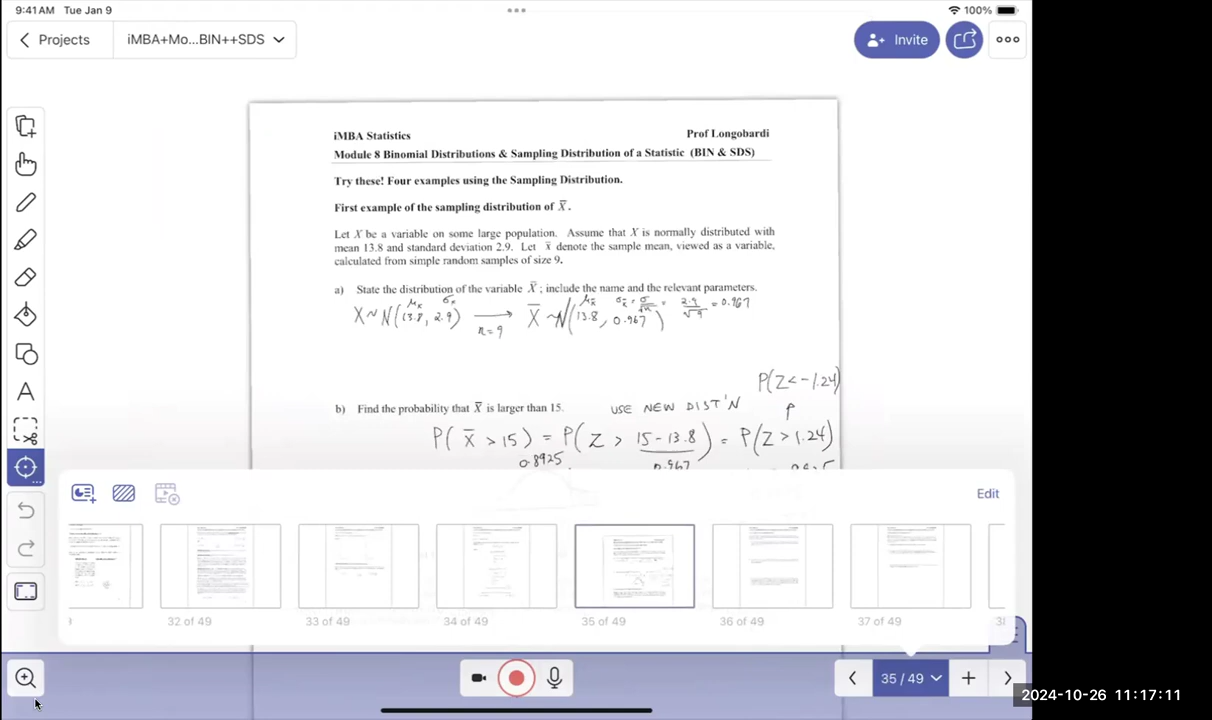 9:41 AM Tue Jan 9
100%
Projects
iMBA+Mo...BIN++SDS
Invite
iMBA Statistics Prof Longobardi
Module 8 Binomial Distributions & Sampling Distribution of a Statistic (BIN & SDS)
Try these! Four examples using the Sampling Distribution.
First example of the sampling distribution of X̅.
Let X be a variable on some large population. Assume that X is normally distributed with
mean 13.8 and standard deviation 2.9. Let x̅ denote the sample mean, viewed as a variable,
calculated from simple random samples of size 9.
a) State the distribution of the variable X̅; include the name and the relevant parameters.
μx σx μx̅ σx̅ = σ/√n = 2.9/√9 = 0.967
X ~ N(13.8, 2.9) → n=9 X̅ ~ N(13.8, 0.967)
P(Z < -1.24)
b) Find the probability that X̅ is larger than 15. USE NEW DIST'N
P(X̅ > 15) = P(Z > 15-13.8/0.967) = P(Z > 1.24)
0.8925
Edit
32 of 49
33 of 49
34 of 49
35 of 49
36 of 49
37 of 49
35 / 49
2024-10-26 11:17:11